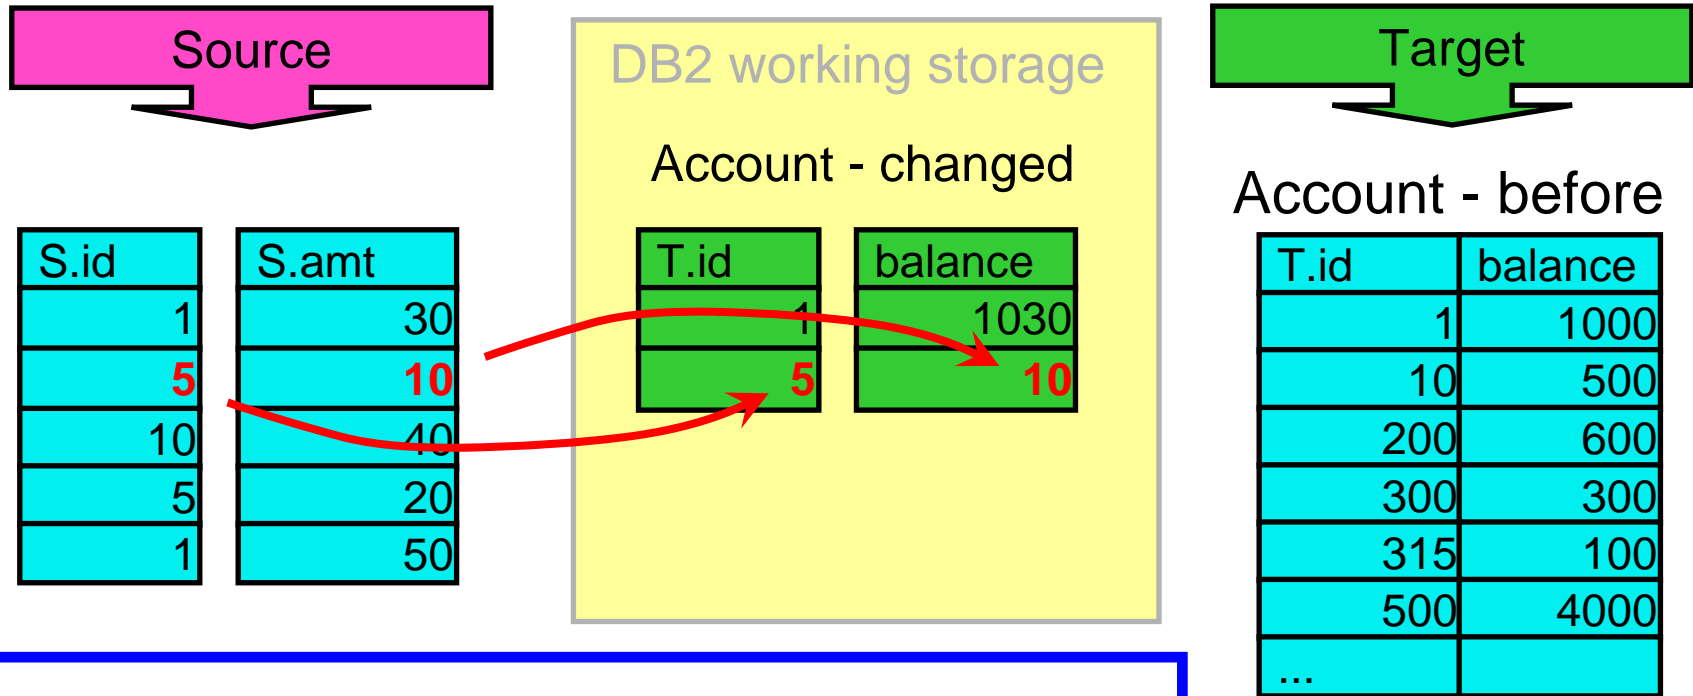 Source
DB2 working storage
Target
Account - changed
Account - before
S.id S.amt
1 30
5 10
10 40
5 20
1 50
T.id balance
1 1030
5 10
T.id balance
1 1000
10 500
200 600
300 300
315 100
500 4000
...